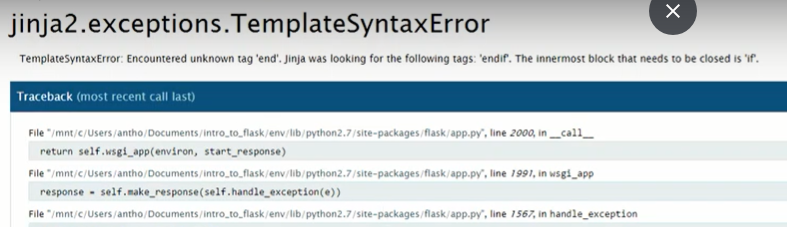 jinja2.exceptions.TemplateSyntaxError
TemplateSyntaxError: Encountered unknown tag 'end'. Jinja was looking for the following tags: 'endif'. The innermost block that needs to be closed is 'if'.
Traceback (most recent call last)
File "/mnt/c/Users/antho/Documents/intro_to_flask/env/lib/python2.7/site-packages/flask/app.py", line 2000, in __call__
return self.wsgi_app(environ, start_response)
File "/mnt/c/Users/antho/Documents/intro_to_flask/env/lib/python2.7/site-packages/flask/app.py", line 1991, in wsgi_app
response = self.make_response(self.handle_exception(e))
File "/mnt/c/Users/antho/Documents/intro_to_flask/env/lib/python2.7/site-packages/flask/app.py", line 1567, in handle_exception